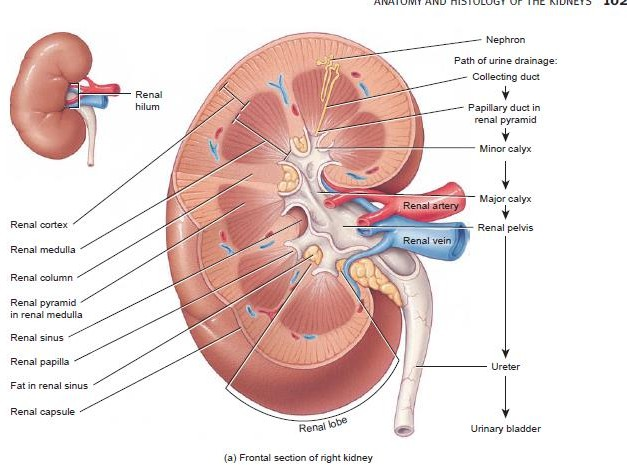 ANATOMY AND HISTOLOGY OF THE KIDNEYS 102
Renal
hilum
Nephron
Path of urine drainage:
Collecting duct
Papillary duct in
renal pyramid
Minor calyx
Major calyx
Renal pelvis
Ureter
Urinary bladder
Renal artery
Renal vein
Renal cortex
Renal medulla
Renal column
Renal pyramid
in renal medulla
Renal sinus
Renal papilla
Fat in renal sinus
Renal capsule
Renal lobe
(a) Frontal section of right kidney